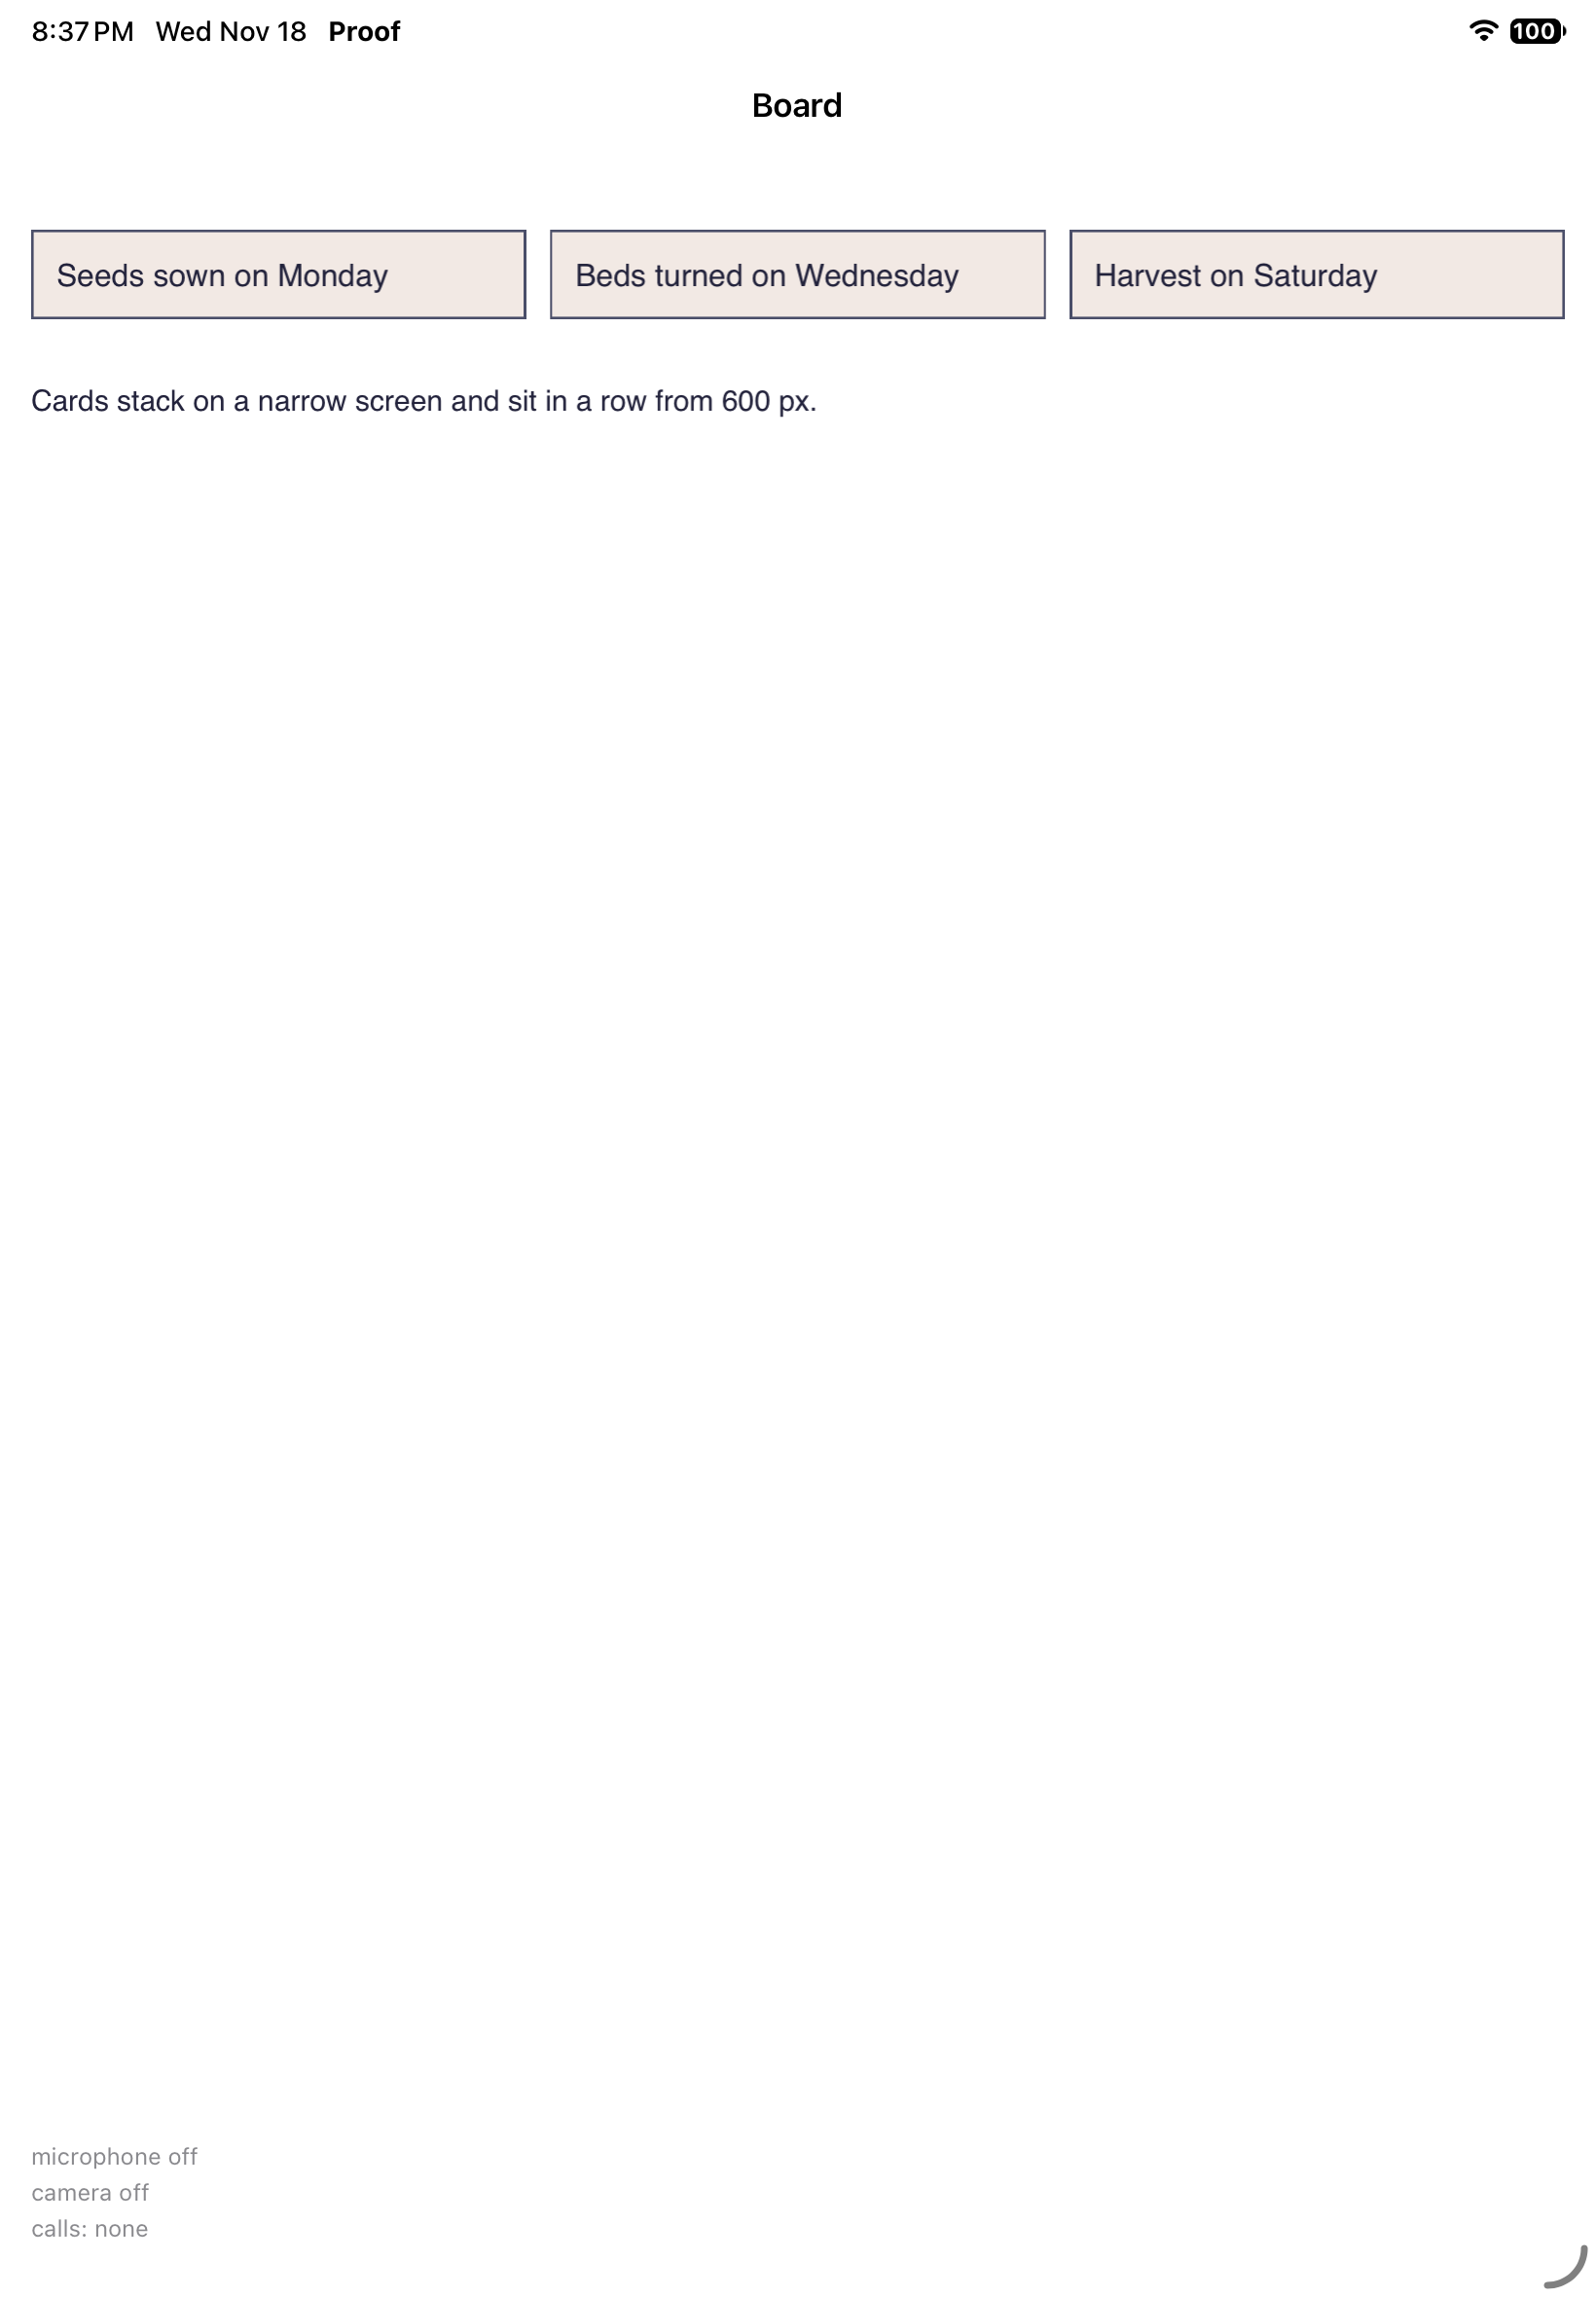 8:37 PM Wed Nov 18 Proof 100
Board
Seeds sown on Monday
Beds turned on Wednesday
Harvest on Saturday
Cards stack on a narrow screen and sit in a row from 600 px.
microphone off
camera off
calls: none